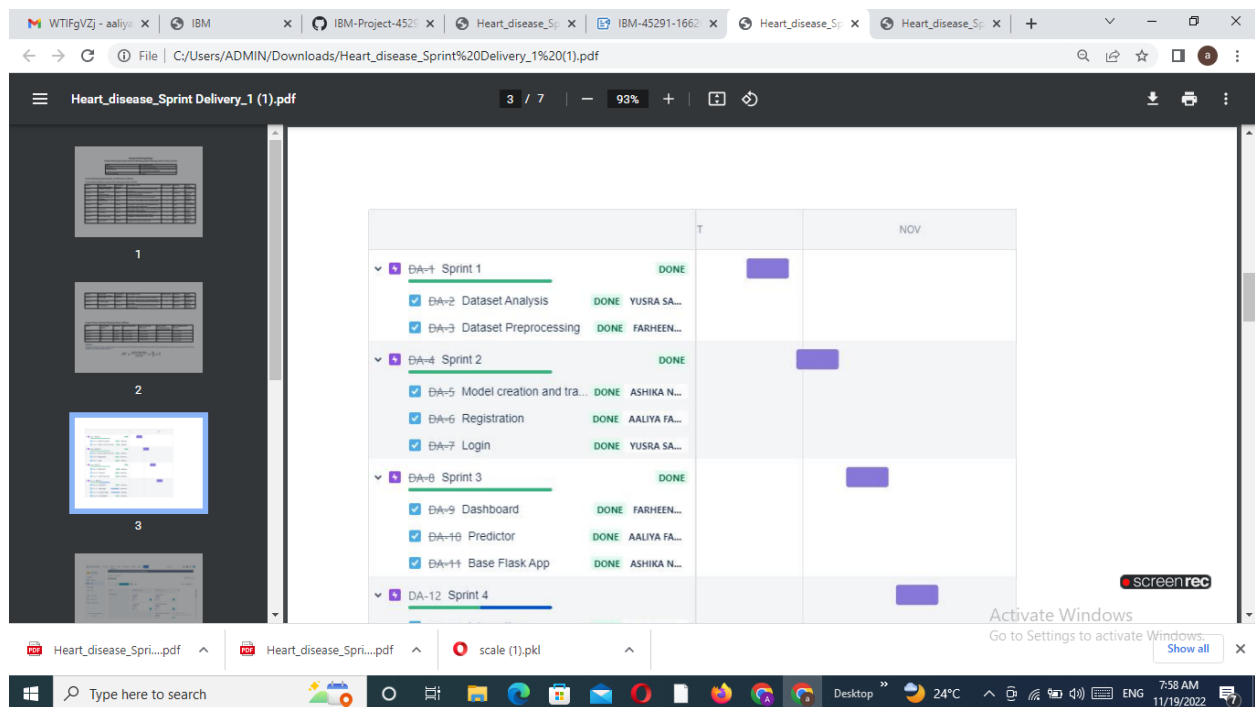 WTIFgVZj - aaliya
IBM
IBM-Project-4529
Heart_disease_Sp
IBM-45291-1662
Heart_disease_Sp
Heart_disease_Sp
File C:/Users/ADMIN/Downloads/Heart_disease_Sprint%20Delivery_1%20(1).pdf
a
Heart_disease_Sprint Delivery_1 (1).pdf
3 / 7
93%
1
2
3
T NOV
DA-1 Sprint 1 DONE
DA-2 Dataset Analysis DONE YUSRA SA...
DA-3 Dataset Preprocessing DONE FARHEEN...
DA-4 Sprint 2 DONE
DA-5 Model creation and tra... DONE ASHIKA N...
DA-6 Registration DONE AALIYA FA...
DA-7 Login DONE YUSRA SA...
DA-8 Sprint 3 DONE
DA-9 Dashboard DONE FARHEEN...
DA-10 Predictor DONE AALIYA FA...
DA-11 Base Flask App DONE ASHIKA N...
DA-12 Sprint 4
screenrec
Activate Windows
Go to Settings to activate Windows.
PDF Heart_disease_Spri....pdf
PDF Heart_disease_Spri....pdf
scale (1).pkl
Show all
Type here to search
Desktop
24°C
ENG
7:58 AM
11/19/2022
7